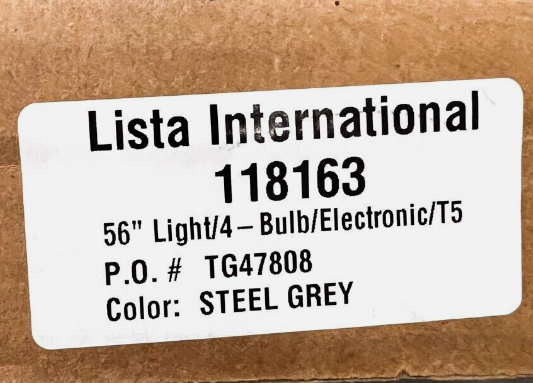 Lista International
118163
56" Light/4 – Bulb/Electronic/T5
P.O. # TG47808
Color: STEEL GREY